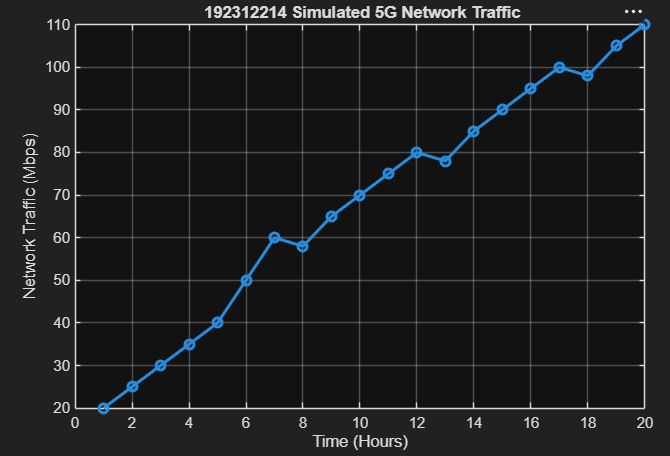 192312214 Simulated 5G Network Traffic
110
100
90
80
70
60
50
40
30
20
Network Traffic (Mbps)
0 2 4 6 8 10 12 14 16 18 20
Time (Hours)